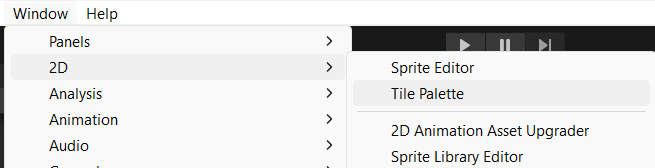 Window Help
Panels
2D
Analysis
Animation
Audio
Sprite Editor
Tile Palette
2D Animation Asset Upgrader
Sprite Library Editor